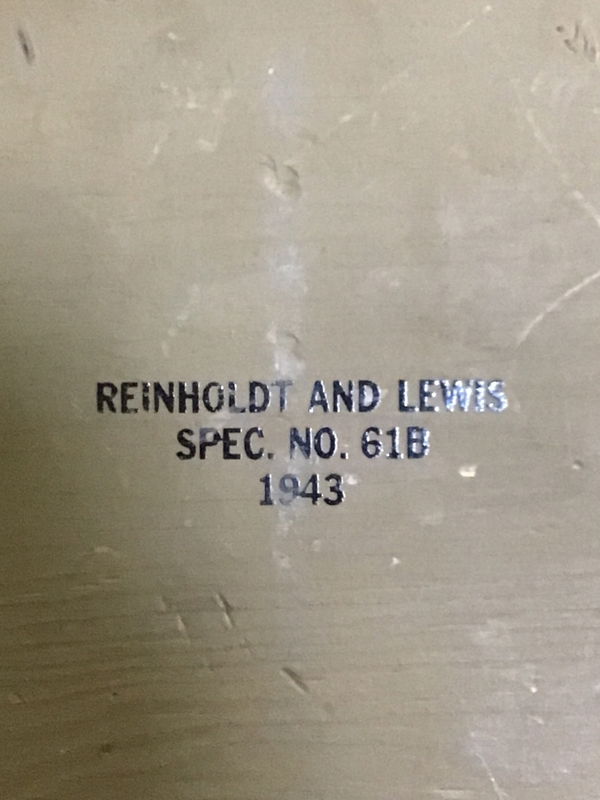 REINHOLDT AND LEWIS
SPEC. NO. 61B
1943